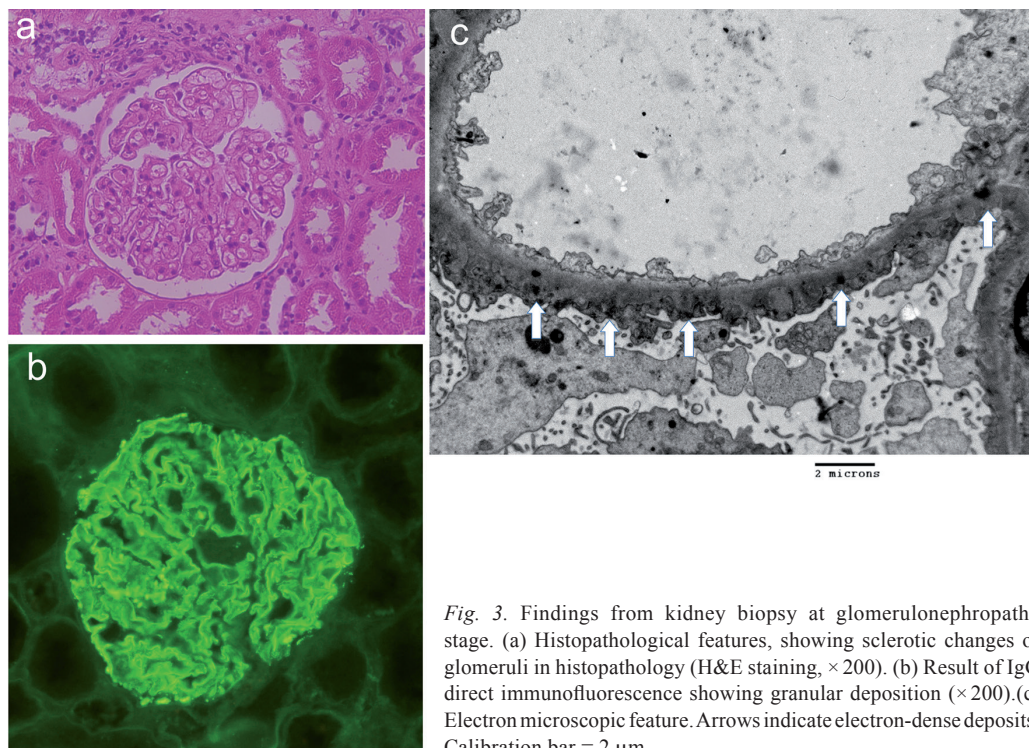 a
c
b
2 microns
Fig. 3. Findings from kidney biopsy at glomerulonephropath
stage. (a) Histopathological features, showing sclerotic changes o
glomeruli in histopathology (H&E staining, ×200). (b) Result of IgG
direct immunofluorescence showing granular deposition (×200).(c
Electron microscopic feature. Arrows indicate electron-dense deposits
Calibration bar = 2 μm